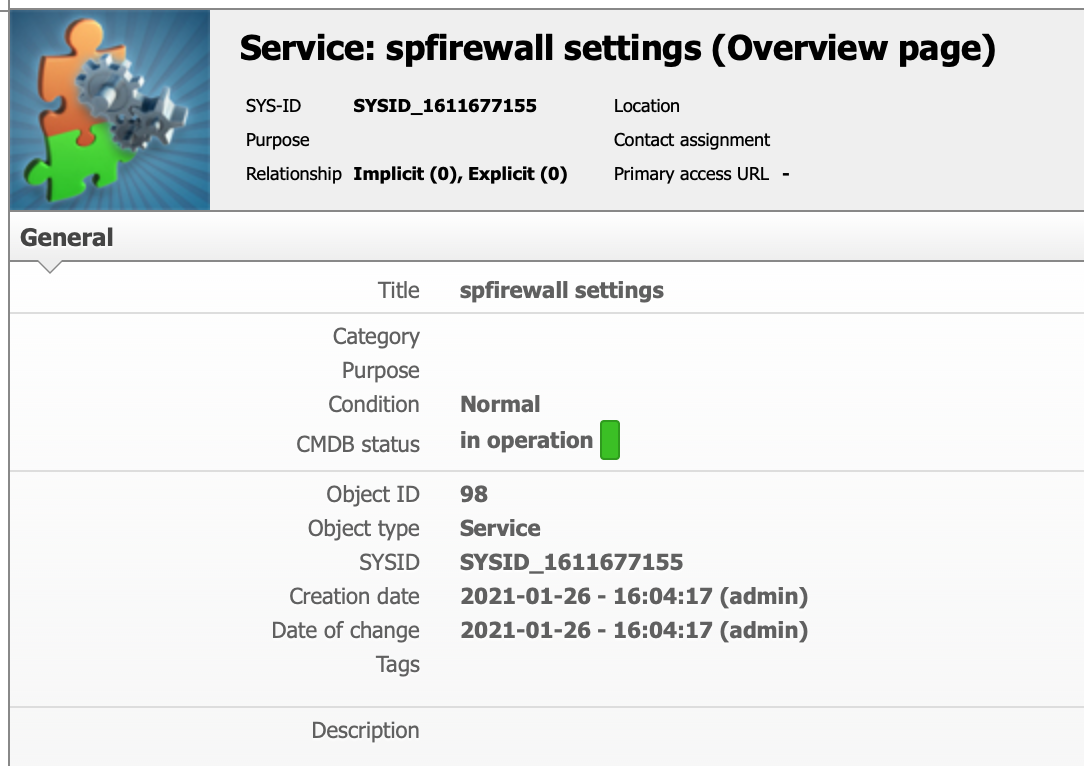 Service: spfirewall settings (Overview page)
SYS-ID SYSID_1611677155 Location
Purpose Contact assignment
Relationship Implicit (0), Explicit (0) Primary access URL -
General
Title spfirewall settings
Category
Purpose
Condition Normal
CMDB status in operation
Object ID 98
Object type Service
SYSID SYSID_1611677155
Creation date 2021-01-26 - 16:04:17 (admin)
Date of change 2021-01-26 - 16:04:17 (admin)
Tags
Description